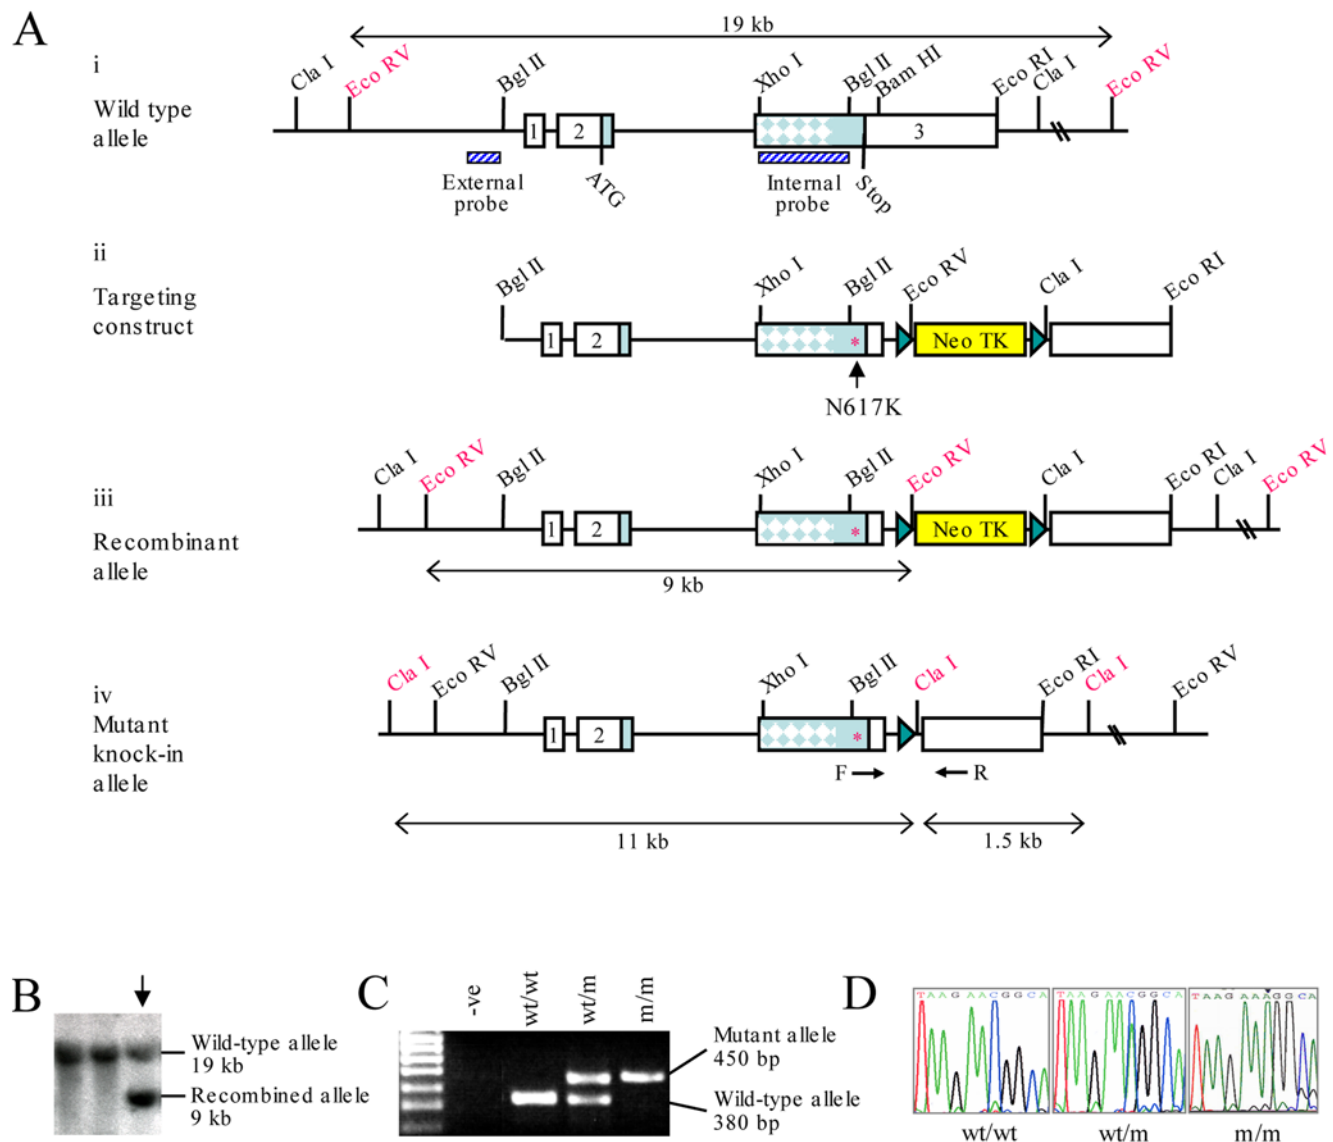 A
19 kb
i
Cla I
Eco RV
Bgl II
Xho I
Bgl II
Bam HI
Eco RI
Cla I
Eco RV
Wild type
allele
1
2
3
External
probe
ATG
Internal
probe
Stop
ii
Targeting
construct
Bgl II
Xho I
Bgl II
Eco RV
Cla I
Eco RI
1
2
*
Neo TK
N617K
iii
Recombinant
allele
Cla I
Eco RV
Bgl II
Xho I
Bgl II
Eco RV
Cla I
Eco RI
Cla I
Eco RV
1
2
*
Neo TK
9 kb
iv
Mutant
knock-in
allele
Cla I
Eco RV
Bgl II
Xho I
Bgl II
Cla I
Eco RI
Cla I
Eco RV
1
2
*
F
R
11 kb
1.5 kb
B
Wild-type allele
19 kb
Recombined allele
9 kb
C
-ve
wt/wt
wt/m
m/m
Mutant allele
450 bp
Wild-type allele
380 bp
D
TAAGAACGGCA
TAAGAACGGCA
TAAGAAAGGCA
wt/wt
wt/m
m/m